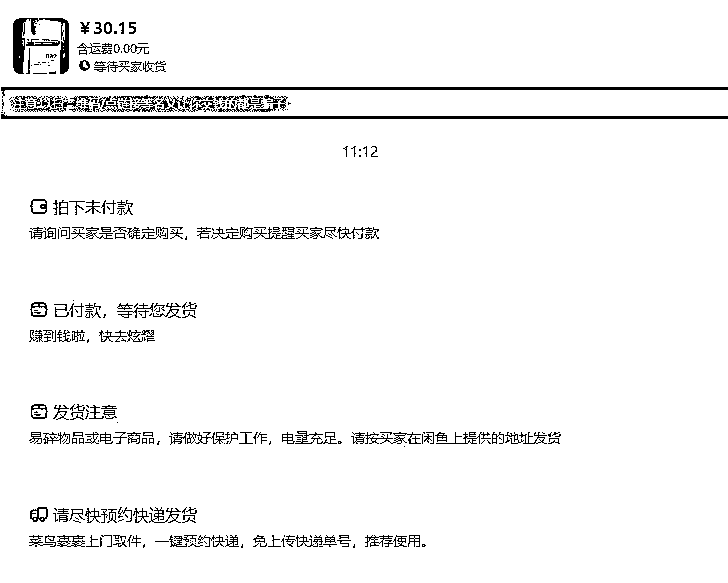 ¥30.15
含运费0.00元
等待买家收货
11:12
拍下未付款
请询问买家是否确定购买，若决定购买提醒买家尽快付款
已付款，等待您发货
赚到钱啦，快去炫耀
发货注意
易碎物品或电子商品，请做好保护工作，电量充足。请按买家在闲鱼上提供的地址发货
请尽快预约快递发货
菜鸟裹裹上门取件，一键预约快递，免上传快递单号，推荐使用。